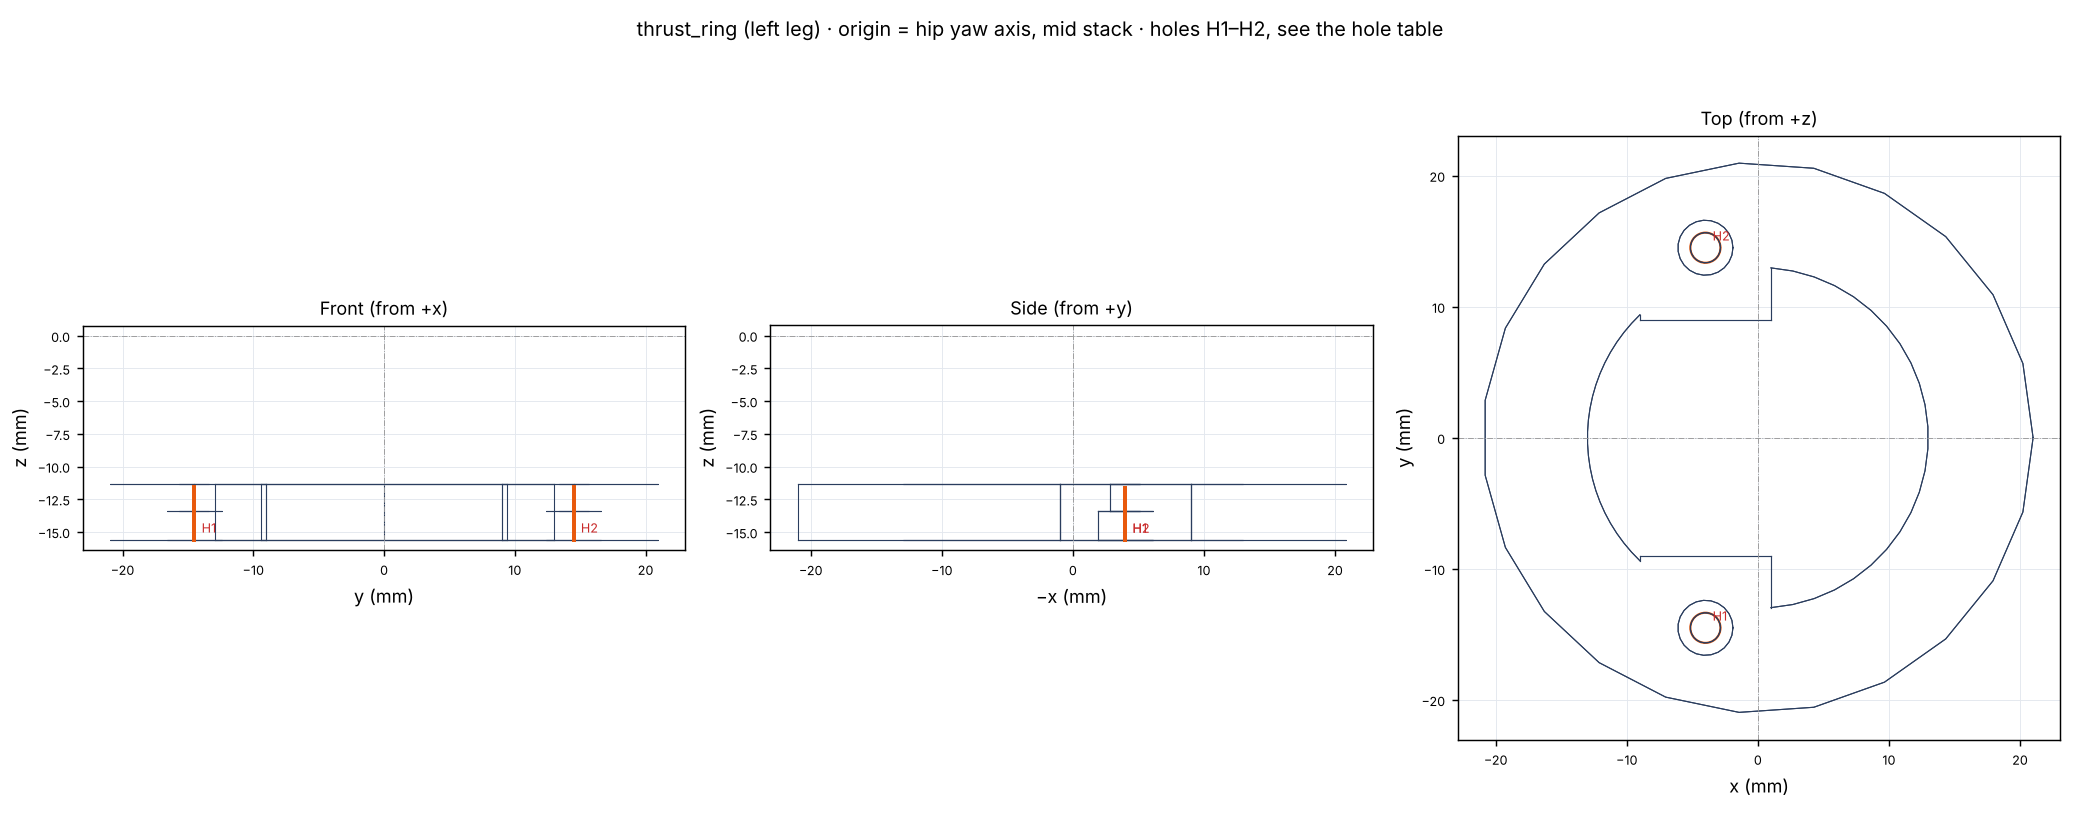 thrust_ring (left leg) · origin = hip yaw axis, mid stack · holes H1–H2, see the hole table
Front (from +x)
z (mm)
0.0
−2.5
−5.0
−7.5
−10.0
−12.5
−15.0
H1
H2
−20
−10
0
10
20
y (mm)
Side (from +y)
z (mm)
0.0
−2.5
−5.0
−7.5
−10.0
−12.5
−15.0
H2
−20
−10
0
10
20
−x (mm)
Top (from +z)
y (mm)
20
10
0
−10
−20
H2
H1
−20
−10
0
10
20
x (mm)